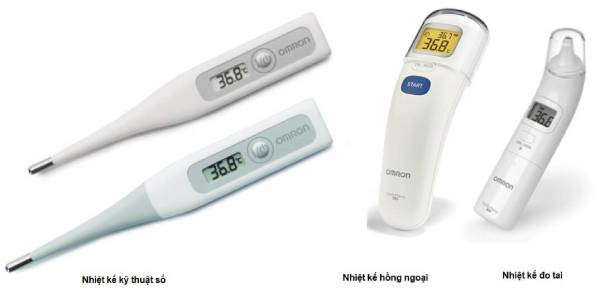 36.8°C
OMRON
36.8°C
OMRON
36.7
36.8°C
START
OMRON
36.6
OMRON
Nhiệt kế kỹ thuật số
Nhiệt kế hồng ngoại
Nhiệt kế đo tai